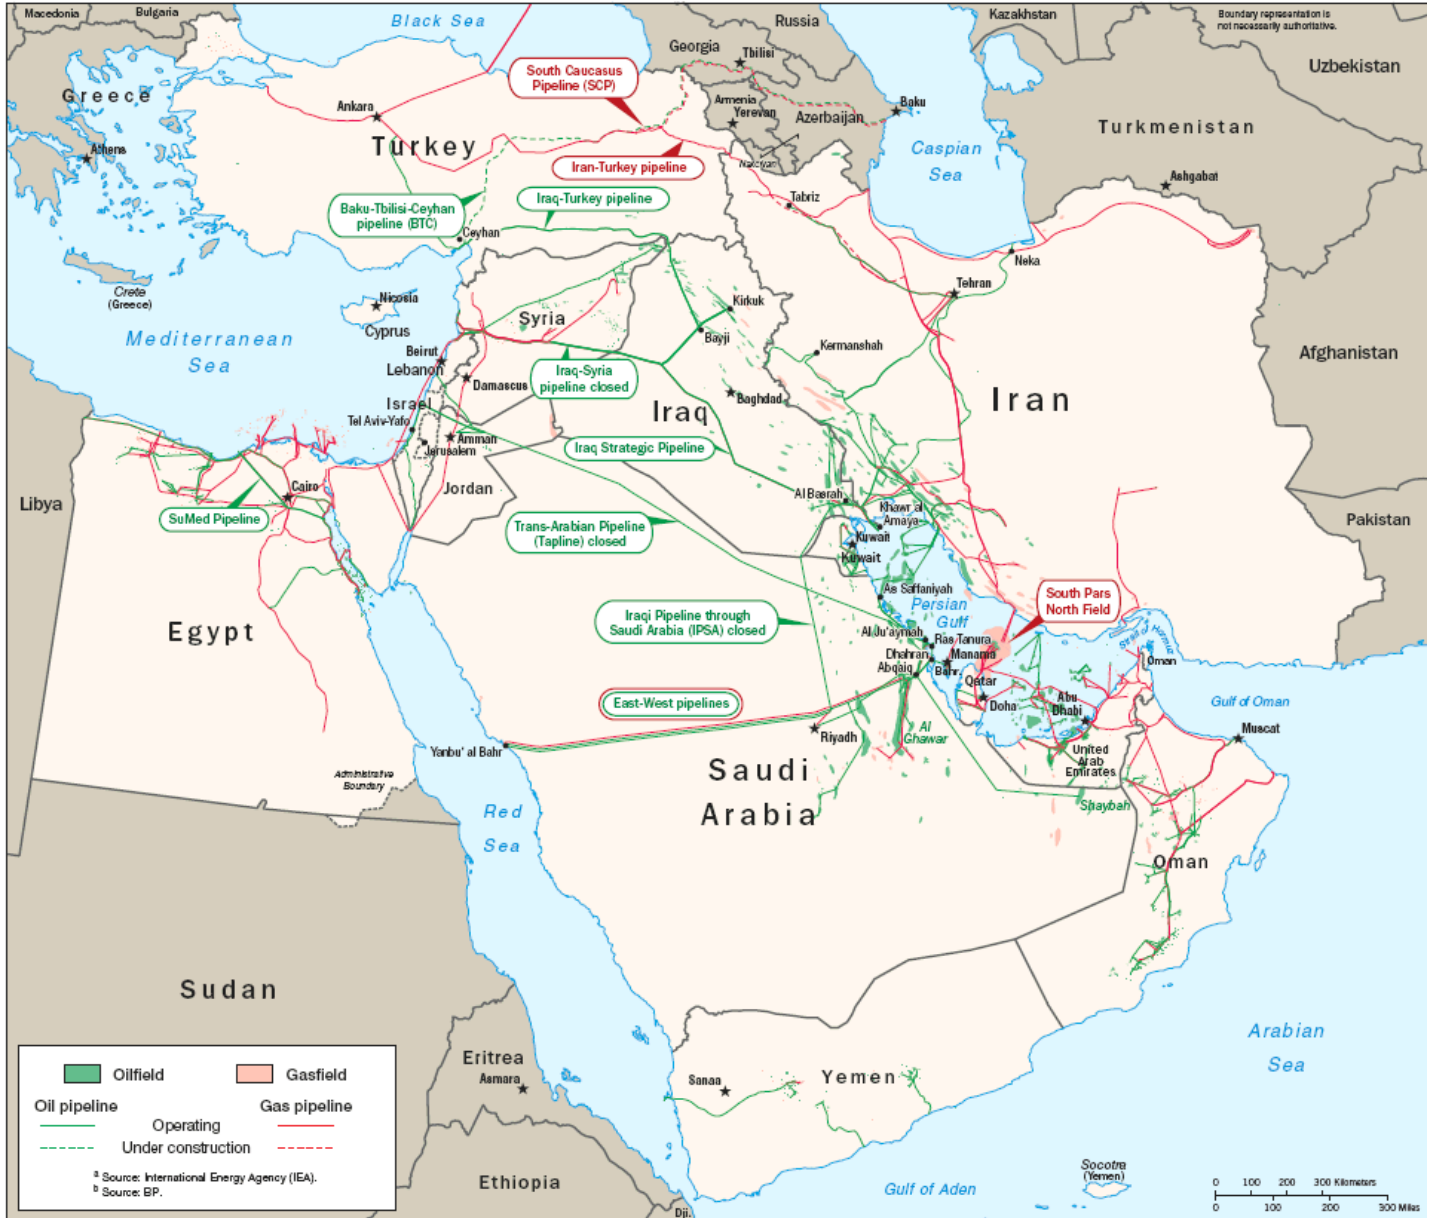 Macedonia
Bulgaria
Black Sea
Russia
Kazakhstan
Boundary representation is
not necessarily authoritative.
Georgia
Tbilisi
Uzbekistan
South Caucasus
Pipeline (SCP)
Greece
Ankara
Armenia
Yerevan
Azerbaijan
Baku
Turkmenistan
Turkey
Athens
Caspian
Sea
Iran-Turkey pipeline
Ashgabat
Tabriz
Iraq-Turkey pipeline
Baku-Tbilisi-Ceyhan
pipeline (BTC)
Ceyhan
Neka
Crete
(Greece)
Nicosia
Cyprus
Tehran
Syria
Kirkuk
Mediterranean
Sea
Bayji
Kermanshah
Afghanistan
Beirut
Lebanon
Iraq-Syria
pipeline closed
Damascus
Iran
Israel
Iraq
Baghdad
Tel Aviv-Yafo
Amman
Jerusalem
Iraq Strategic Pipeline
Libya
Cairo
Jordan
Al Basrah
Khawr al
Amaya
SuMed Pipeline
Trans-Arabian Pipeline
(Tapline) closed
Kuwait
Kuwait
Pakistan
As Saffaniyah
Persian
Gulf
South Pars
North Field
Iraqi Pipeline through
Saudi Arabia (IPSA) closed
Egypt
Al Ju'aymah
Ras Tanura
Strait of Hormuz
Dhahran
Manama
Abqaiq
Bahr.
Oman
Qatar
East-West pipelines
Doha
Abu
Dhabi
Gulf of Oman
Yanbu' al Bahr
Riyadh
Al
Ghawar
Muscat
United
Arab
Emirates
Administrative
Boundary
Saudi
Arabia
Shaybah
Red
Sea
Oman
Sudan
Arabian
Sea
Eritrea
Asmara
Sanaa
Yemen
Oilfield
Gasfield
Oil pipeline
Gas pipeline
Operating
Under construction
a Source: International Energy Agency (IEA).
b Source: BP.
Ethiopia
Dji.
Gulf of Aden
Socotra
(Yemen)
0 100 200 300 Kilometers
0 100 200 300 Miles